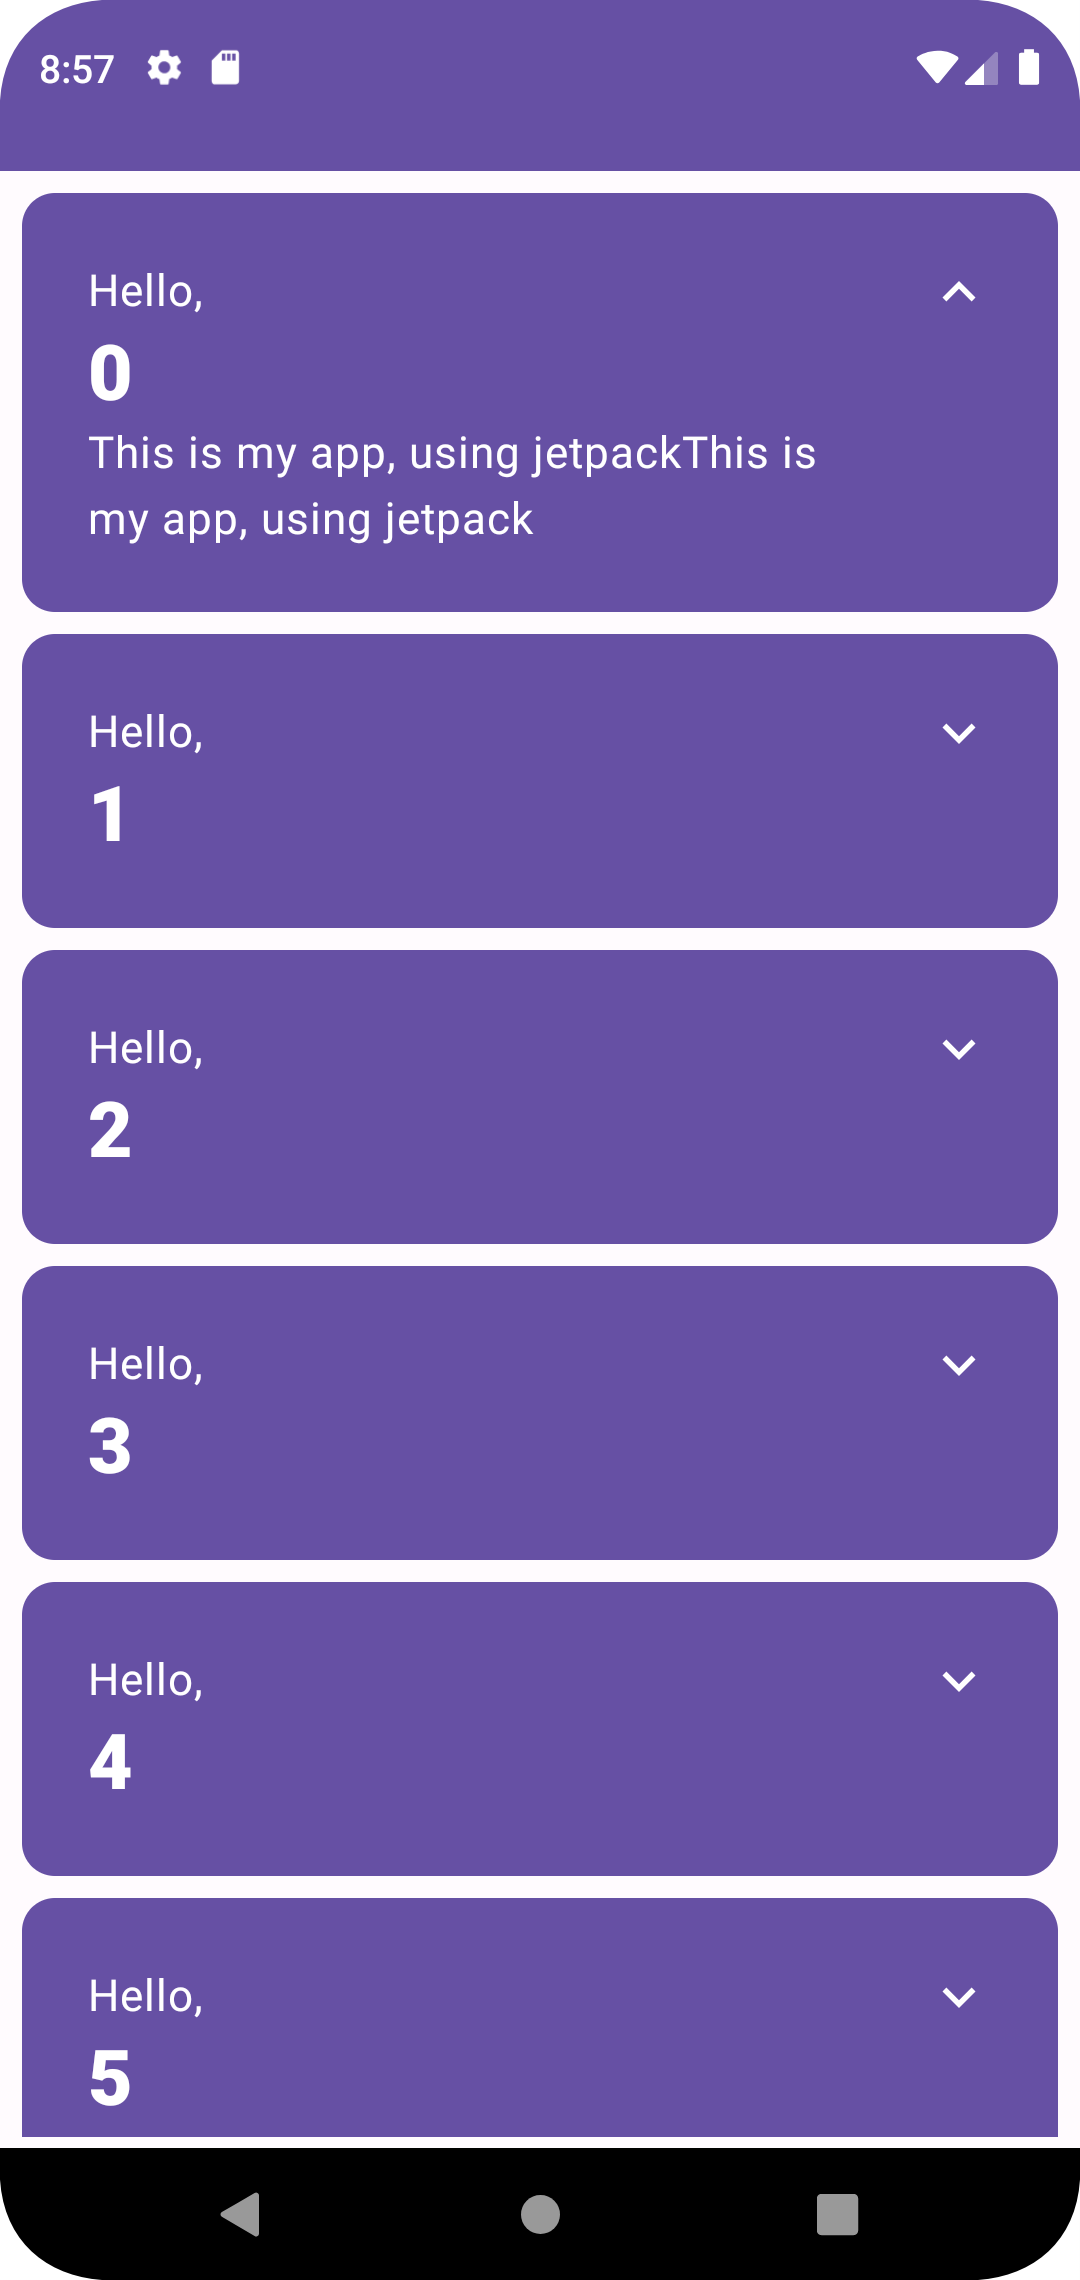 8:57
Hello,
0
This is my app, using jetpackThis is
my app, using jetpack
Hello,
1
Hello,
2
Hello,
3
Hello,
4
Hello,
5